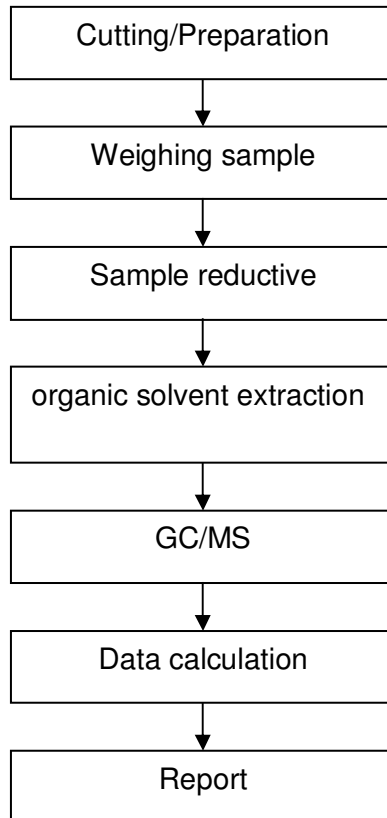 Cutting/Preparation
Weighing sample
Sample reductive
organic solvent extraction
GC/MS
Data calculation
Report